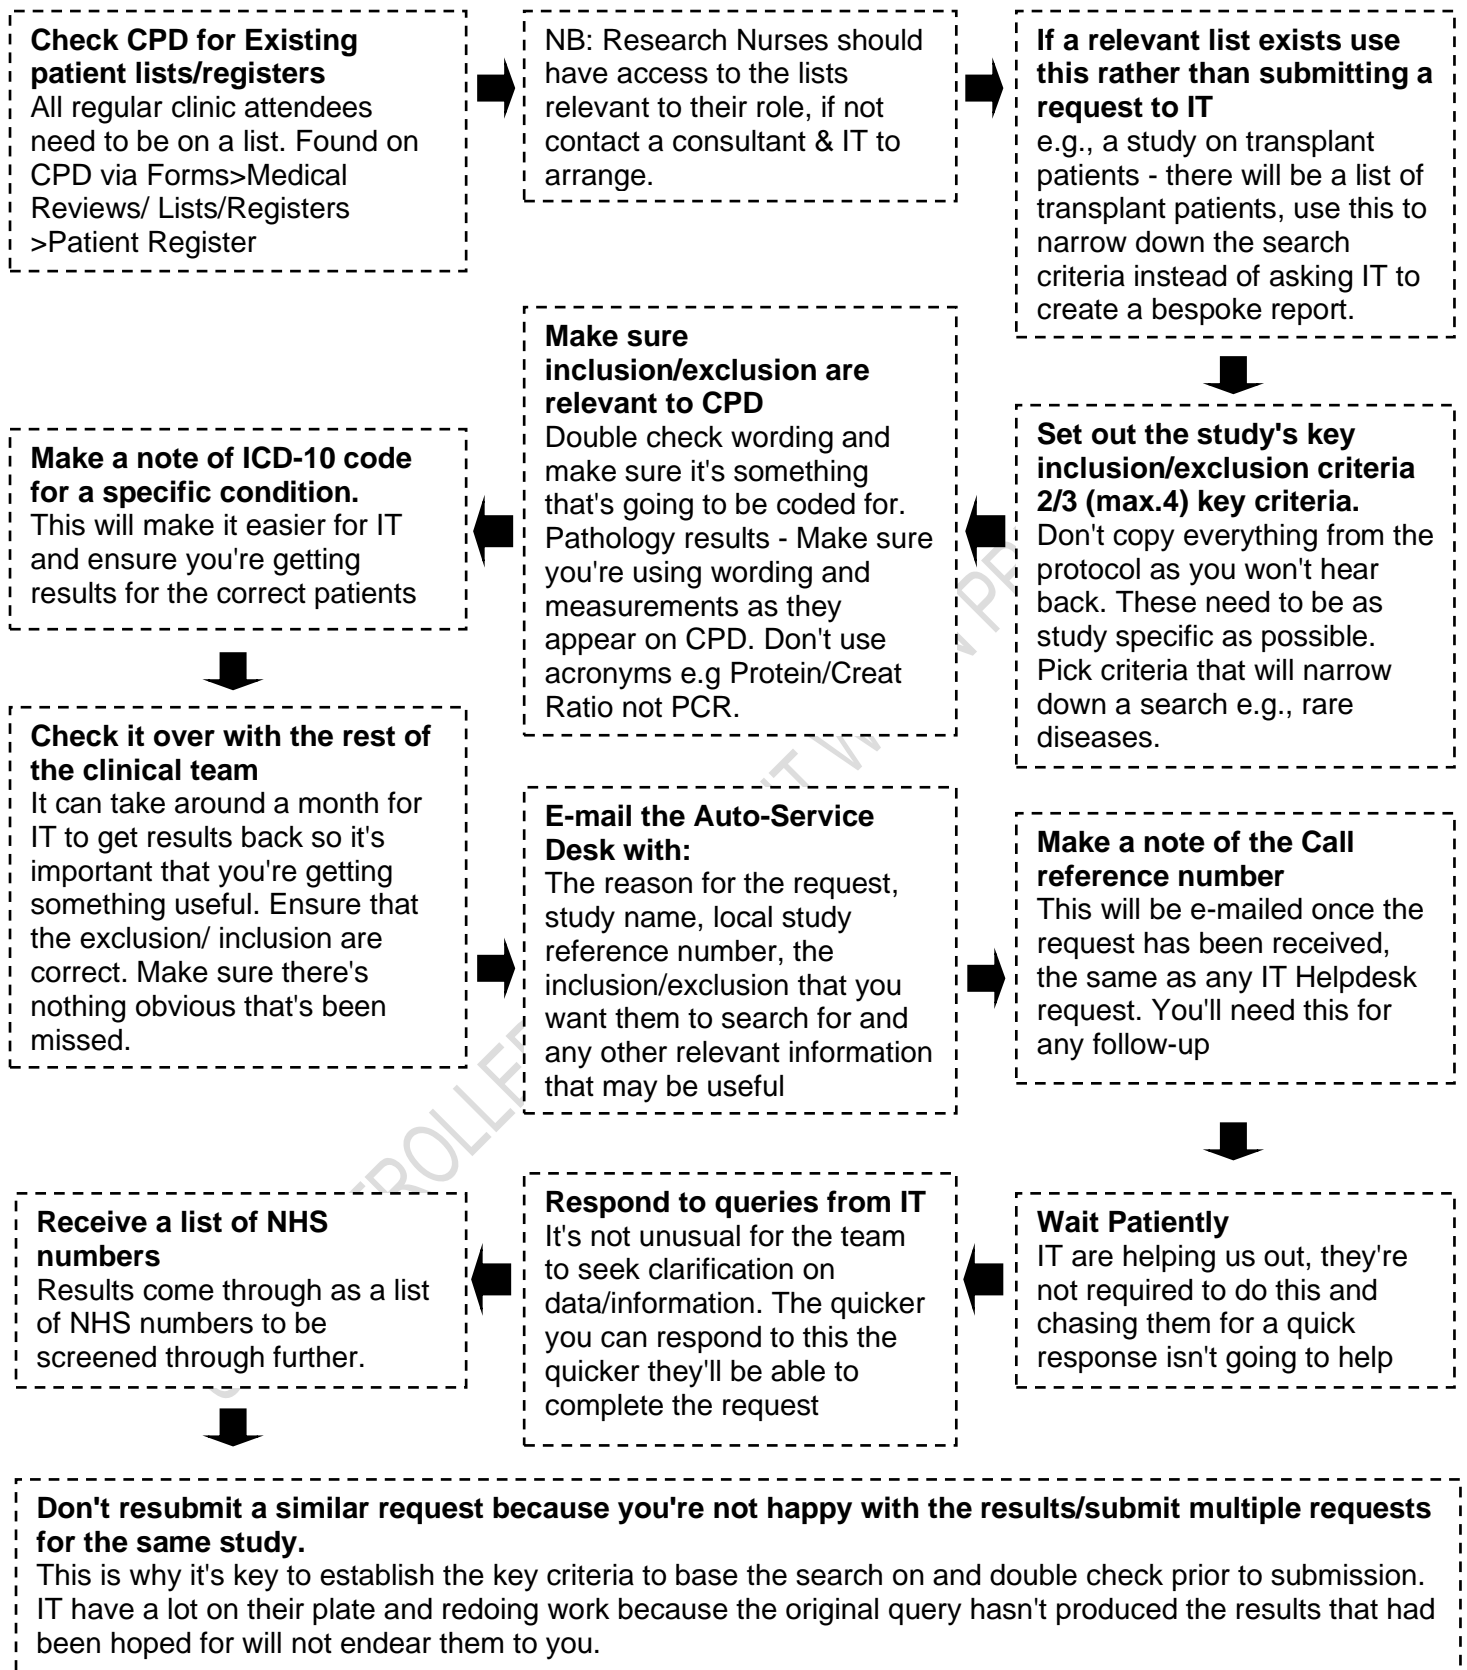 Check CPD for Existing
patient lists/registers
All regular clinic attendees
need to be on a list. Found on
CPD via Forms>Medical
Reviews/ Lists/Registers
>Patient Register
NB: Research Nurses should
have access to the lists
relevant to their role, if not
contact a consultant & IT to
arrange.
If a relevant list exists use
this rather than submitting a
request to IT
e.g., a study on transplant
patients - there will be a list of
transplant patients, use this to
narrow down the search
criteria instead of asking IT to
create a bespoke report.
Set out the study's key
inclusion/exclusion criteria
2/3 (max.4) key criteria.
Don't copy everything from the
protocol as you won't hear
back. These need to be as
study specific as possible.
Pick criteria that will narrow
down a search e.g., rare
diseases.
Make sure
inclusion/exclusion are
relevant to CPD
Double check wording and
make sure it's something
that's going to be coded for.
Pathology results - Make sure
you're using wording and
measurements as they
appear on CPD. Don't use
acronyms e.g Protein/Creat
Ratio not PCR.
Make a note of ICD-10 code
for a specific condition.
This will make it easier for IT
and ensure you're getting
results for the correct patients
Check it over with the rest of
the clinical team
It can take around a month for
IT to get results back so it's
important that you're getting
something useful. Ensure that
the exclusion/ inclusion are
correct. Make sure there's
nothing obvious that's been
missed.
E-mail the Auto-Service
Desk with:
The reason for the request,
study name, local study
reference number, the
inclusion/exclusion that you
want them to search for and
any other relevant information
that may be useful
Make a note of the Call
reference number
This will be e-mailed once the
request has been received,
the same as any IT Helpdesk
request. You'll need this for
any follow-up
Wait Patiently
IT are helping us out, they're
not required to do this and
chasing them for a quick
response isn't going to help
Respond to queries from IT
It's not unusual for the team
to seek clarification on
data/information. The quicker
you can respond to this the
quicker they'll be able to
complete the request
Receive a list of NHS
numbers
Results come through as a list
of NHS numbers to be
screened through further.
Don't resubmit a similar request because you're not happy with the results/submit multiple requests
for the same study.
This is why it's key to establish the key criteria to base the search on and double check prior to submission.
IT have a lot on their plate and redoing work because the original query hasn't produced the results that had
been hoped for will not endear them to you.